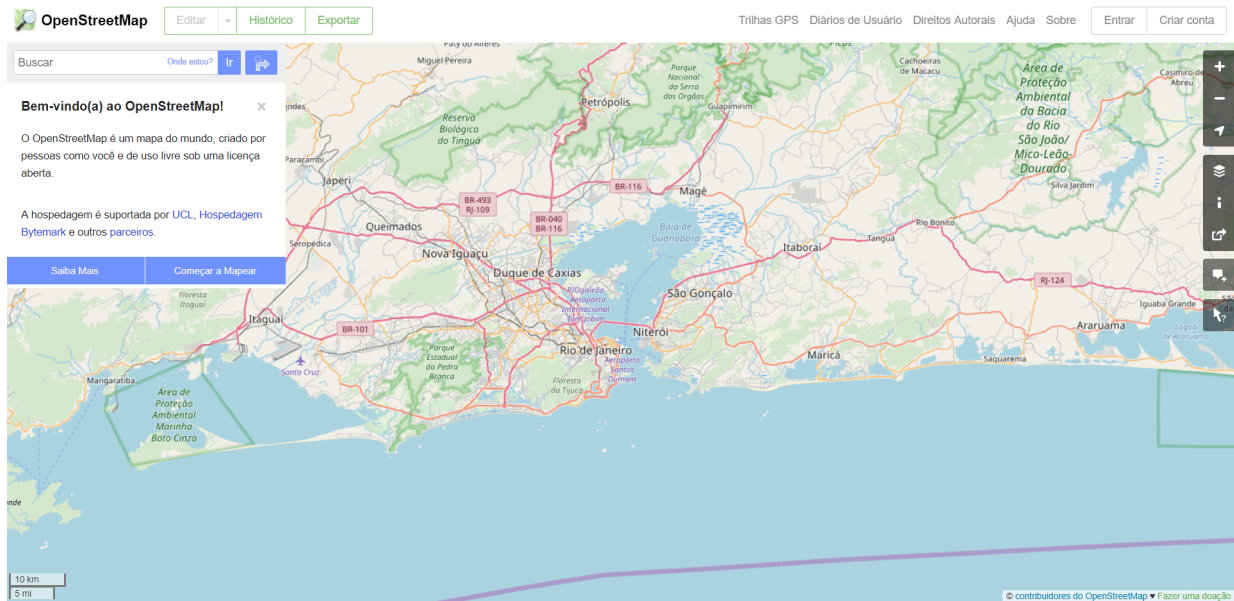 OpenStreetMap
Editar
Histórico
Exportar
Trilhas GPS Diários de Usuário Direitos Autorais Ajuda Sobre
Entrar
Criar conta
Buscar
Onde estou?
Ir
Bem-vindo(a) ao OpenStreetMap!
O OpenStreetMap é um mapa do mundo, criado por
pessoas como você e de uso livre sob uma licença
aberta.
A hospedagem é suportada por UCL, Hospedagem
Bytemark e outros parceiros.
Saiba Mais
Começar a Mapear
Paty do Alferes
Miguel Pereira
Parque
Nacional
da Serra
dos Órgãos
Cachoeiras
de Macacu
Área de
Proteção
Ambiental
da Bacia
do Rio
São João/
Mico-Leão-
Dourado
Casimiro de
Abreu
Petrópolis
Guapimirim
Reserva
Biológica
do Tinguá
Paracambi
Japeri
BR-116
Magé
Silva Jardim
BR-493
RJ-109
BR-040
BR-116
Queimados
Baía de
Guanabara
Rio Bonito
Tanguá
Itaboraí
Seropédica
Nova Iguaçu
Duque de Caxias
RJ-124
Floresta
Itaguaí
RIOgaleão
Aeroporto
Internacional
Tom Jobim
São Gonçalo
Iguaba Grande
Itaguaí
BR-101
Niterói
Araruama
Lagoa
de Araruama
Rio de Janeiro
Parque
Estadual
da Pedra
Branca
Santa Cruz
Aeroporto
Santos
Dumont
Maricá
Saquarema
Mangaratiba
Floresta
da Tijuca
Área de
Proteção
Ambiental
Marinha
Boto Cinza
10 km
5 mi
© contribuidores do OpenStreetMap ♥ Fazer uma doação